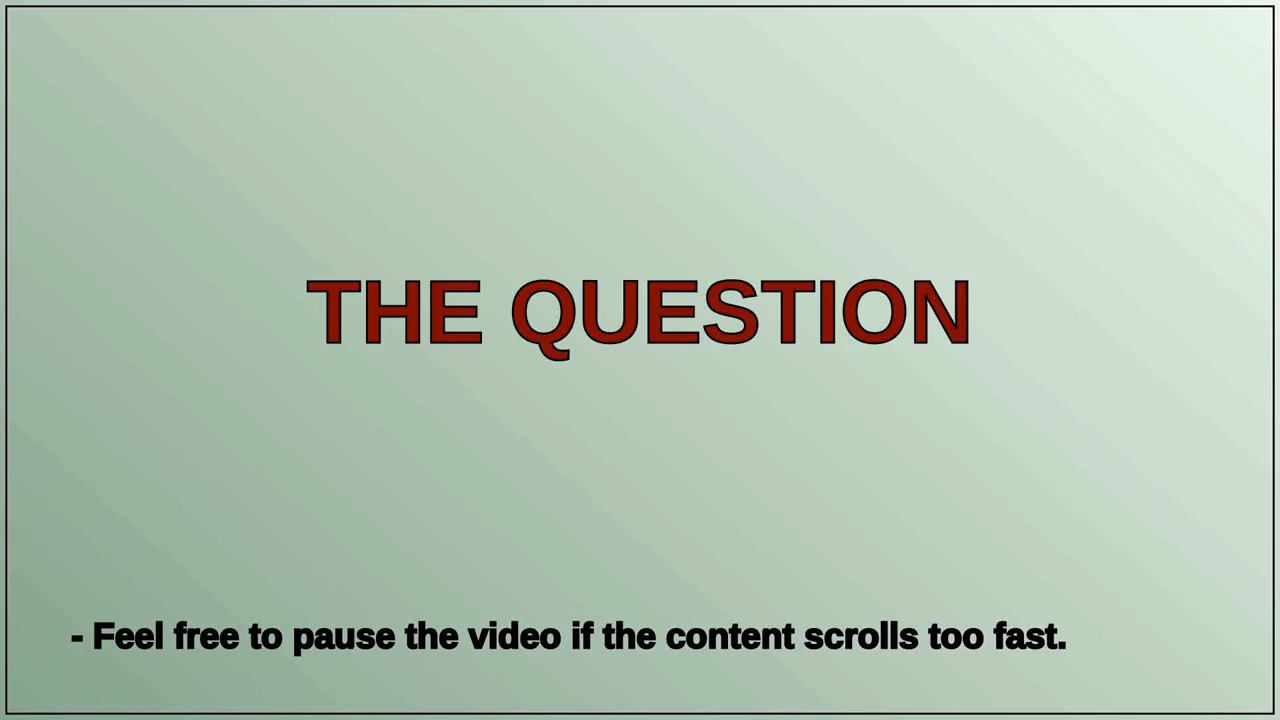 THE QUESTION
- Feel free to pause the video if the content scrolls too fast.